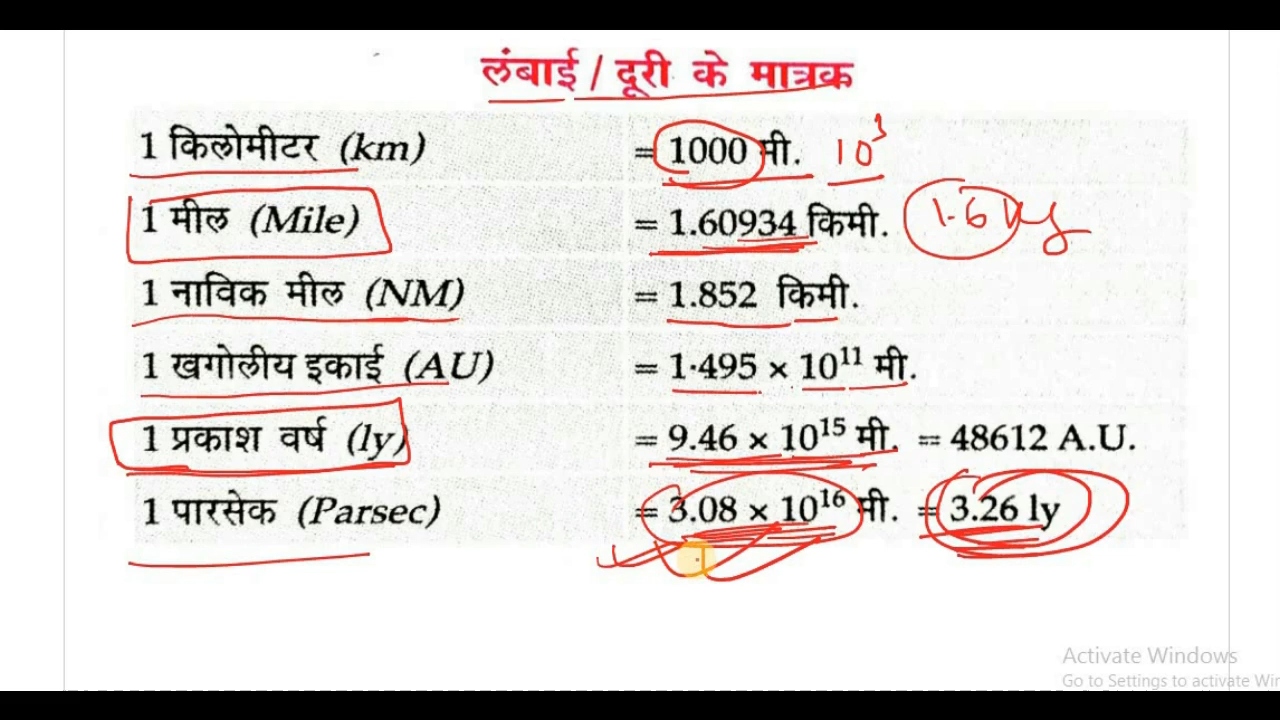 लंबाई / दूरी के मात्रक
1 किलोमीटर (km) = 1000 मी. 10³
1 मील (Mile) = 1.60934 किमी. 1.6
1 नाविक मील (NM) = 1.852 किमी.
1 खगोलीय इकाई (AU) = 1·495 × 10¹¹ मी.
1 प्रकाश वर्ष (ly) = 9.46 × 10¹⁵ मी. = 48612 A.U.
1 पारसेक (Parsec) = 3.08 × 10¹⁶ मी. = 3.26 ly
Activate Windows
Go to Settings to activate